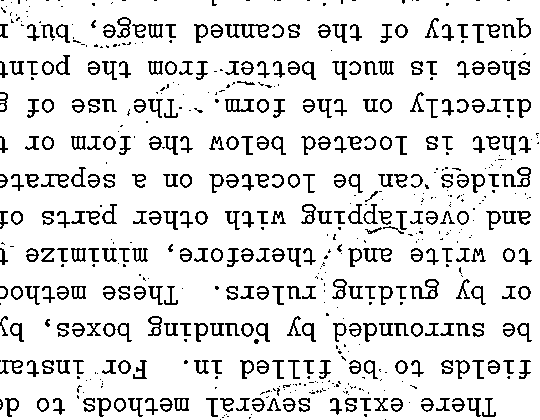 There exist several methods to de
fields to be filled in. For instan
be surrounded by bounding boxes, by
or by guiding rulers. These method
to write and, therefore, minimize t
and overlapping with other parts of
guides can be located on a separate
that is located below the form or t
directly on the form. The use of g
sheet is much better from the point
quality of the scanned image, but r